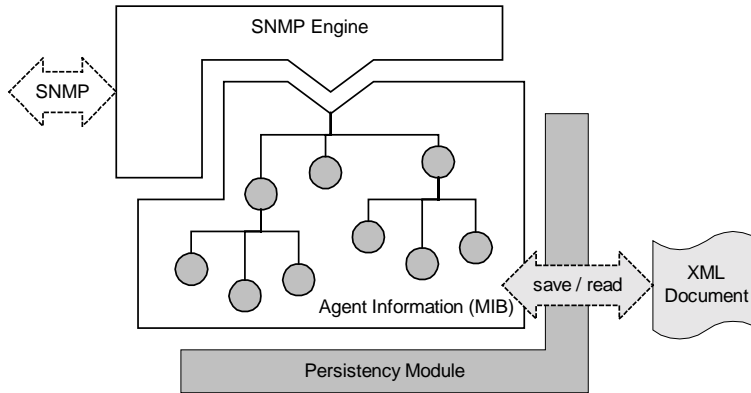 SNMP Engine
SNMP
save / read
XML
Document
Agent Information (MIB)
Persistency Module